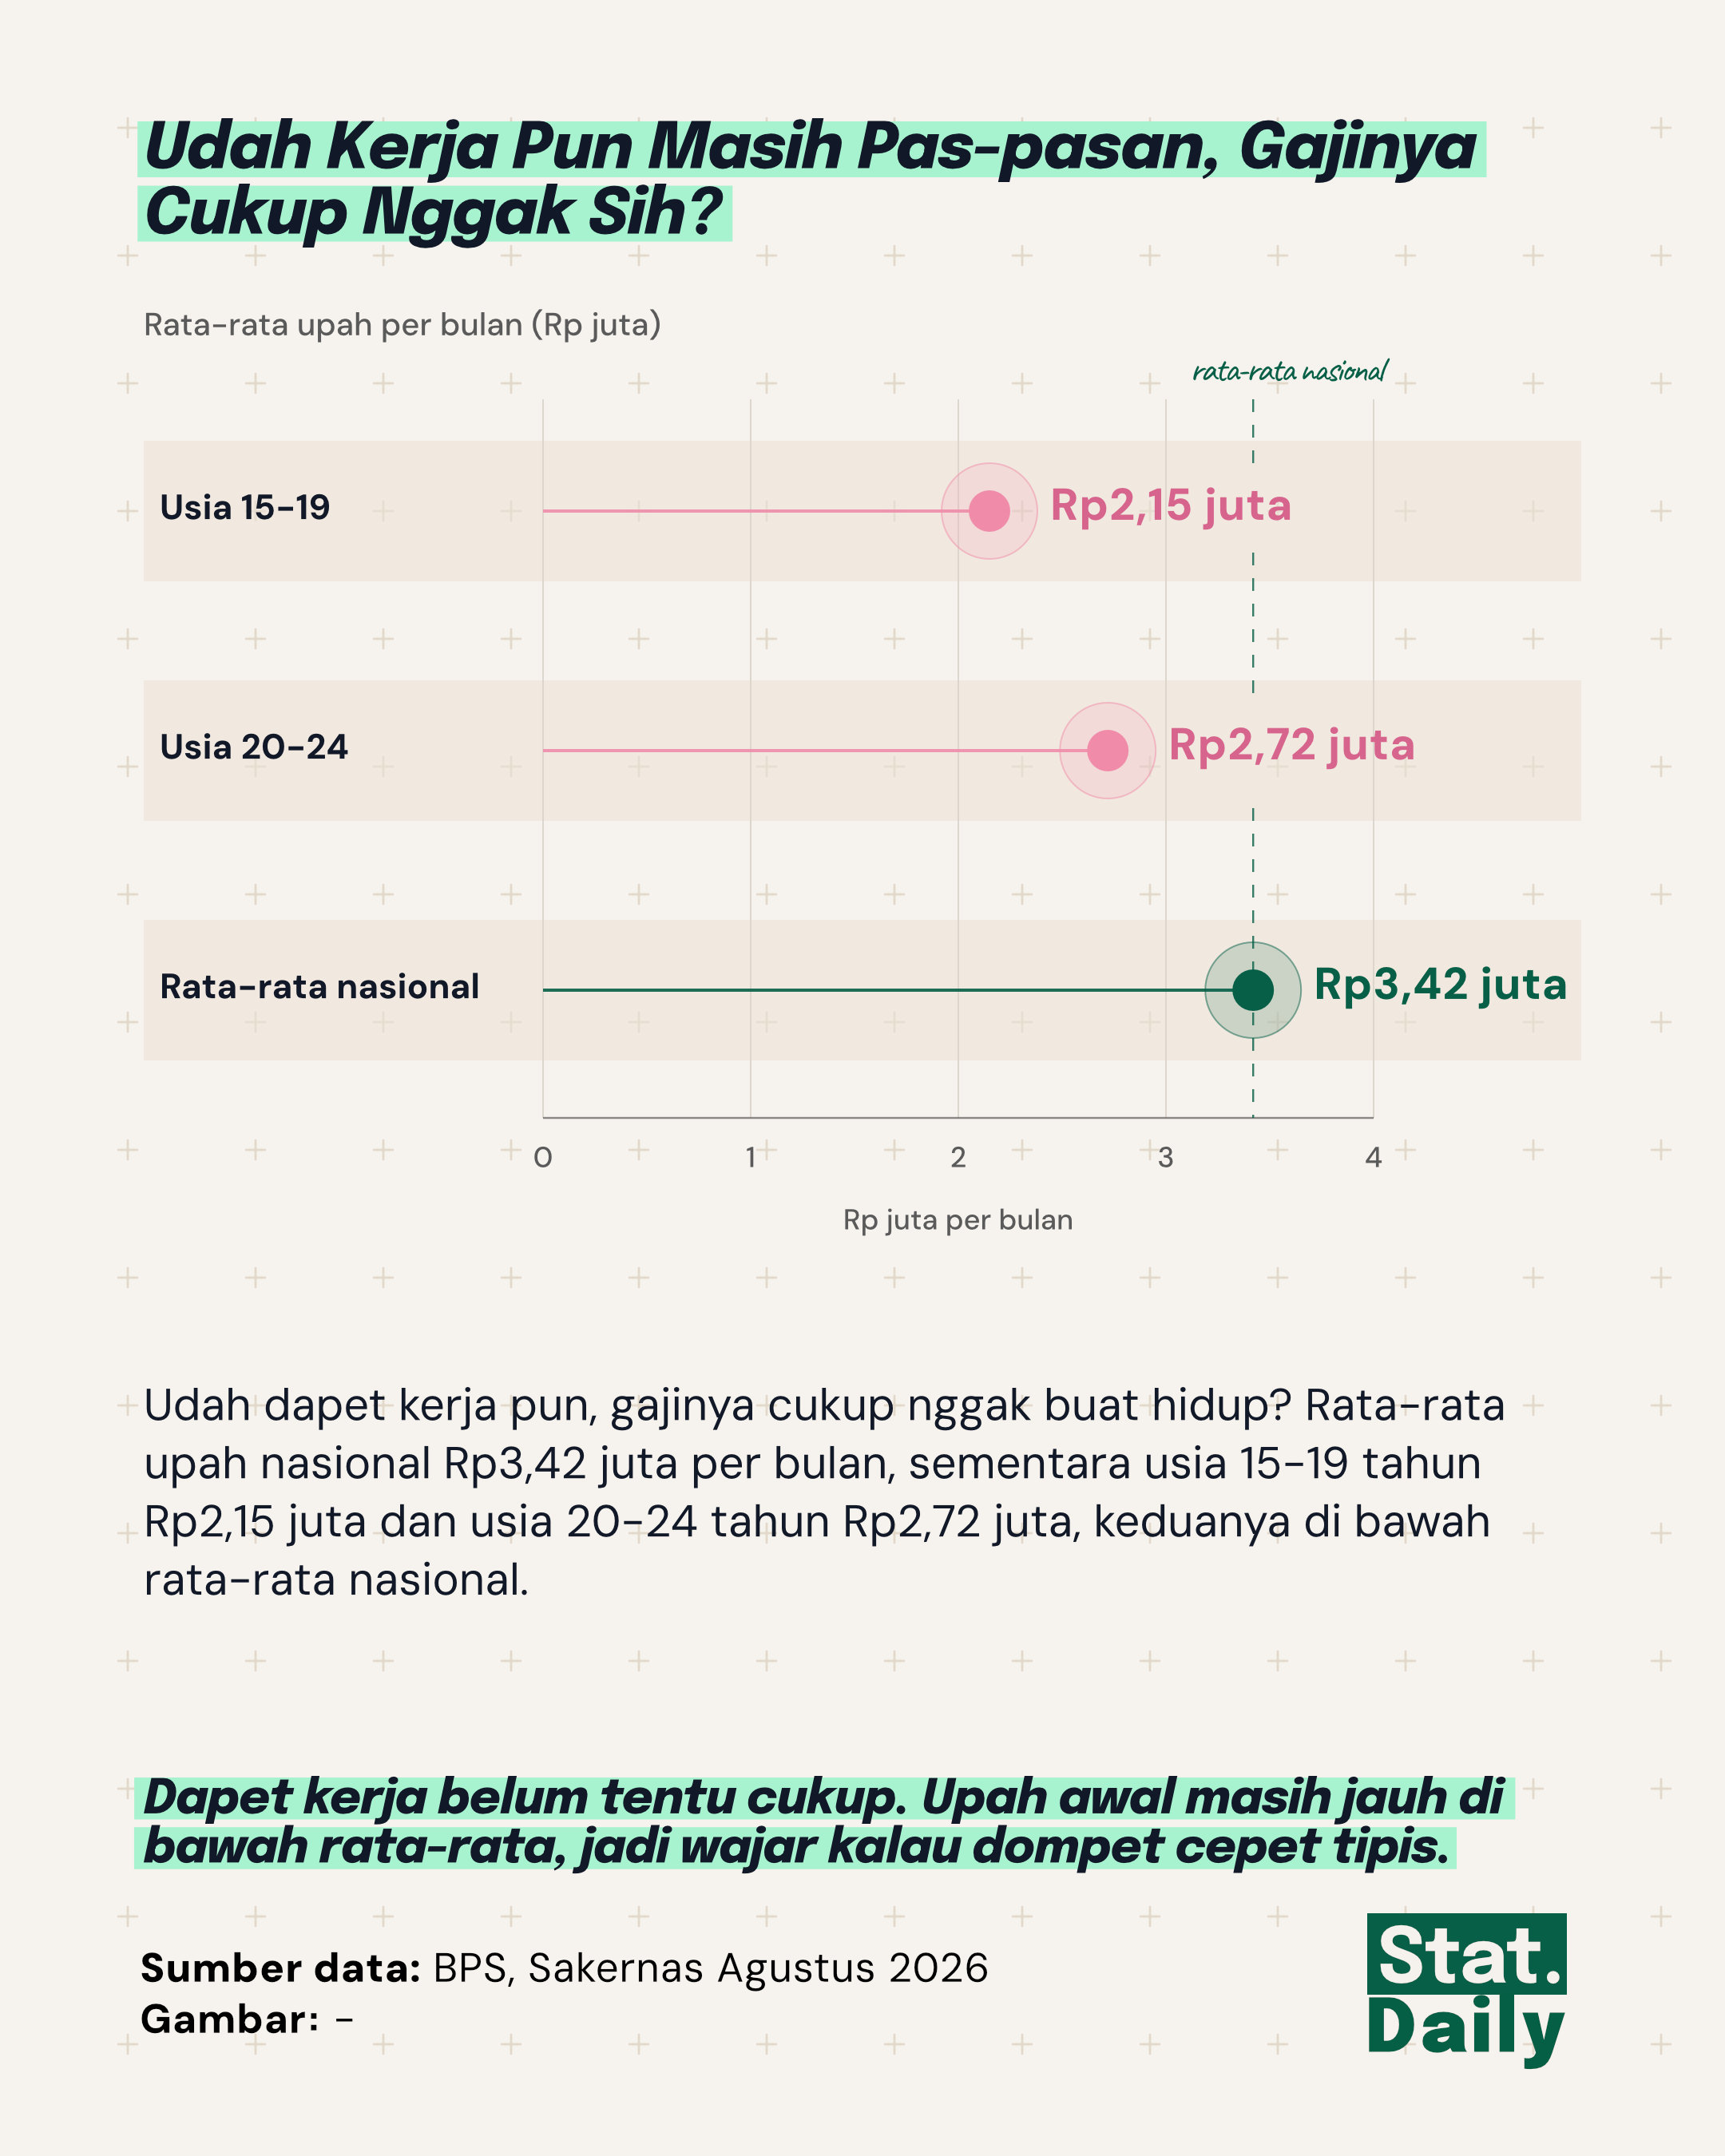 Udah Kerja Pun Masih Pas-pasan, Gajinya
Cukup Nggak Sih?
Rata-rata upah per bulan (Rp juta)
rata-rata nasional
Usia 15-19
Rp2,15 juta
Usia 20-24
Rp2,72 juta
Rata-rata nasional
Rp3,42 juta
0 1 2 3 4
Rp juta per bulan
Udah dapet kerja pun, gajinya cukup nggak buat hidup? Rata-rata
upah nasional Rp3,42 juta per bulan, sementara usia 15-19 tahun
Rp2,15 juta dan usia 20-24 tahun Rp2,72 juta, keduanya di bawah
rata-rata nasional.
Dapet kerja belum tentu cukup. Upah awal masih jauh di
bawah rata-rata, jadi wajar kalau dompet cepet tipis.
Sumber data: BPS, Sakernas Agustus 2026
Gambar: -
Stat.
Daily